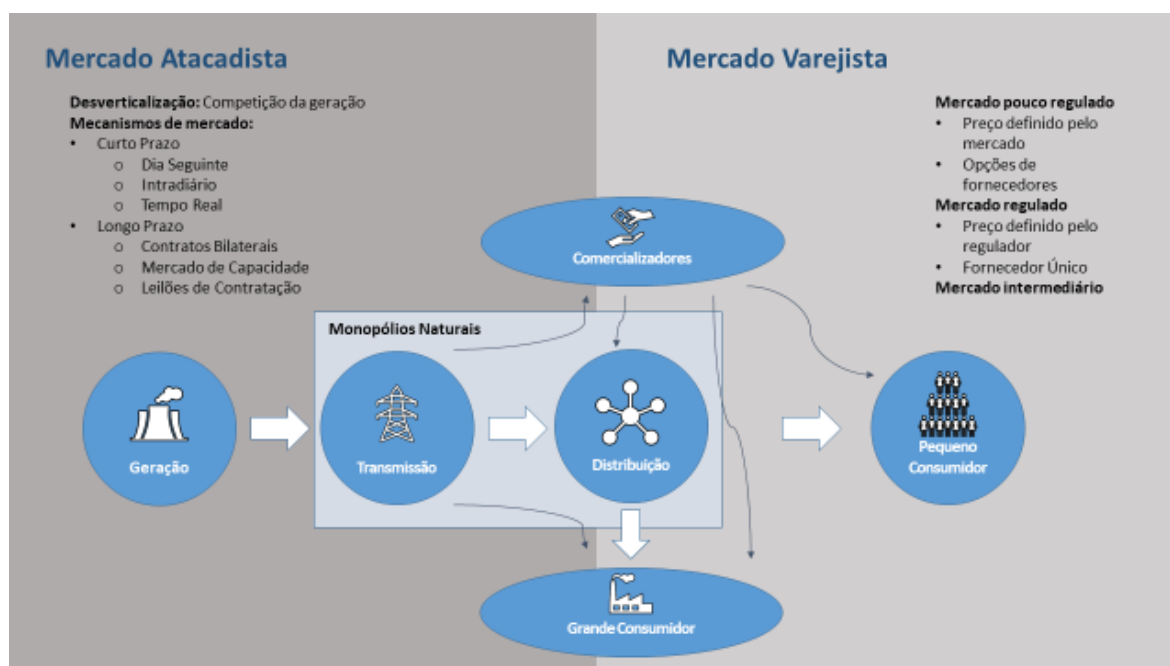 Mercado Atacadista
Desverticalização: Competição da geração
Mecanismos de mercado:
• Curto Prazo
o Dia Seguinte
o Intradiário
o Tempo Real
• Longo Prazo
o Contratos Bilaterais
o Mercado de Capacidade
o Leilões de Contratação
Mercado Varejista
Mercado pouco regulado
• Preço definido pelo
mercado
• Opções de
fornecedores
Mercado regulado
• Preço definido pelo
regulador
• Fornecedor Único
Mercado intermediário
Comercializadores
Monopólios Naturais
Geração
Transmissão
Distribuição
Pequeno
Consumidor
Grande Consumidor